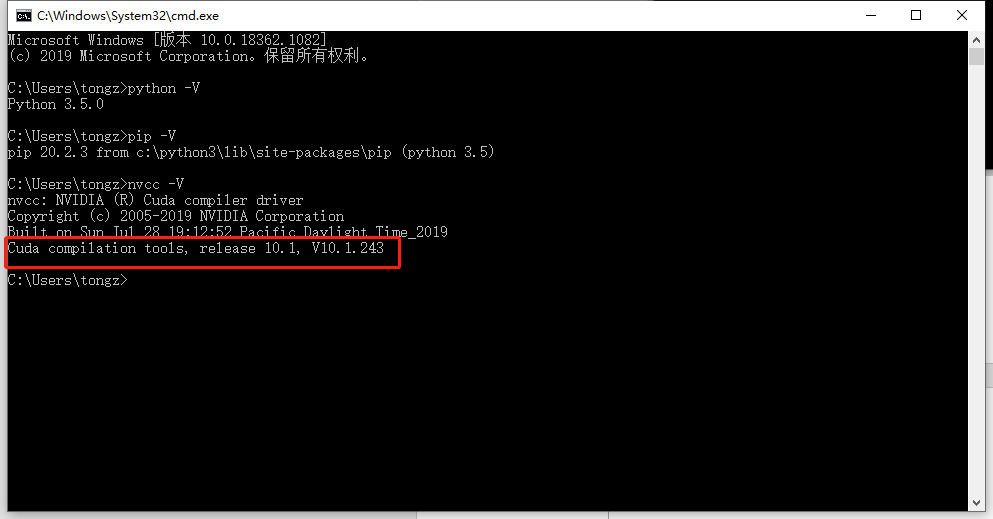 C:\Windows\System32\cmd.exe
Microsoft Windows [版本 10.0.18362.1082]
(c) 2019 Microsoft Corporation。保留所有权利。
C:\Users\tongz>python -V
Python 3.5.0
C:\Users\tongz>pip -V
pip 20.2.3 from c:\python3\lib\site-packages\pip (python 3.5)
C:\Users\tongz>nvcc -V
nvcc: NVIDIA (R) Cuda compiler driver
Copyright (c) 2005-2019 NVIDIA Corporation
Built on Sun Jul 28 19:12:52 Pacific Daylight Time_2019
Cuda compilation tools, release 10.1, V10.1.243
C:\Users\tongz>